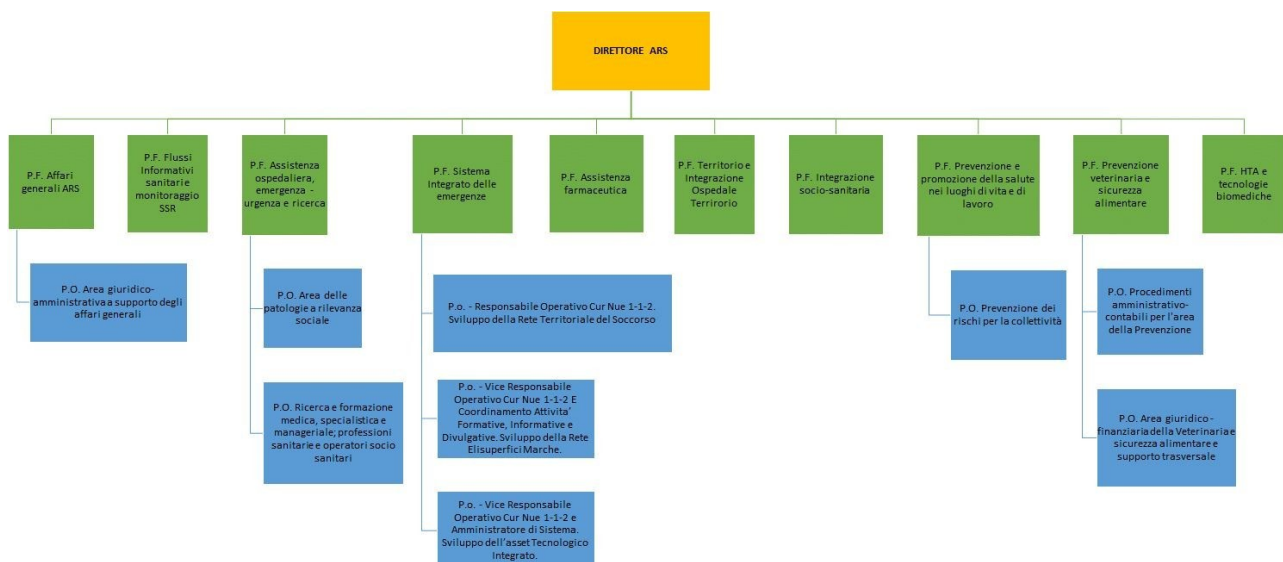 DIRETTORE ARS
P.F. Affari
generali ARS
P.F. Flussi
Informativi
sanitari e
monitoraggio
SSR
P.F. Assistenza
ospedaliera,
emergenza -
urgenza e ricerca
P.F. Sistema
Integrato delle
emergenze
P.F. Assistenza
farmaceutica
P.F. Territorio e
Integrazione
Ospedale
Terrirorio
P.F. Integrazione
socio-sanitaria
P.F. Prevenzione e
promozione della salute
nei luoghi di vita e di
lavoro
P.F. Prevenzione
veterinaria e
sicurezza
alimentare
P.F. HTA e
tecnologie
biomediche
P.O. Area giuridico-
amministrativa a supporto degli
affari generali
P.O. Area delle
patologie a rilevanza
sociale
P.o. - Responsabile Operativo Cur Nue 1-1-2.
Sviluppo della Rete Territoriale del Soccorso
P.O. Prevenzione dei
rischi per la collettività
P.O. Procedimenti
amministrativo-
contabili per l'area
della Prevenzione
P.O. Ricerca e formazione
medica, specialistica e
manageriale; professioni
sanitarie e operatori socio
sanitari
P.o. - Vice Responsabile
Operativo Cur Nue 1-1-2 E
Coordinamento Attivita'
Formative, Informative e
Divulgative. Sviluppo della Rete
Elisuperfici Marche.
P.O. Area giuridico -
finanziaria della Veterinaria e
sicurezza alimentare e
supporto trasversale
P.o. - Vice Responsabile
Operativo Cur Nue 1-1-2 e
Amministratore di Sistema.
Sviluppo dell'asset Tecnologico
Integrato.